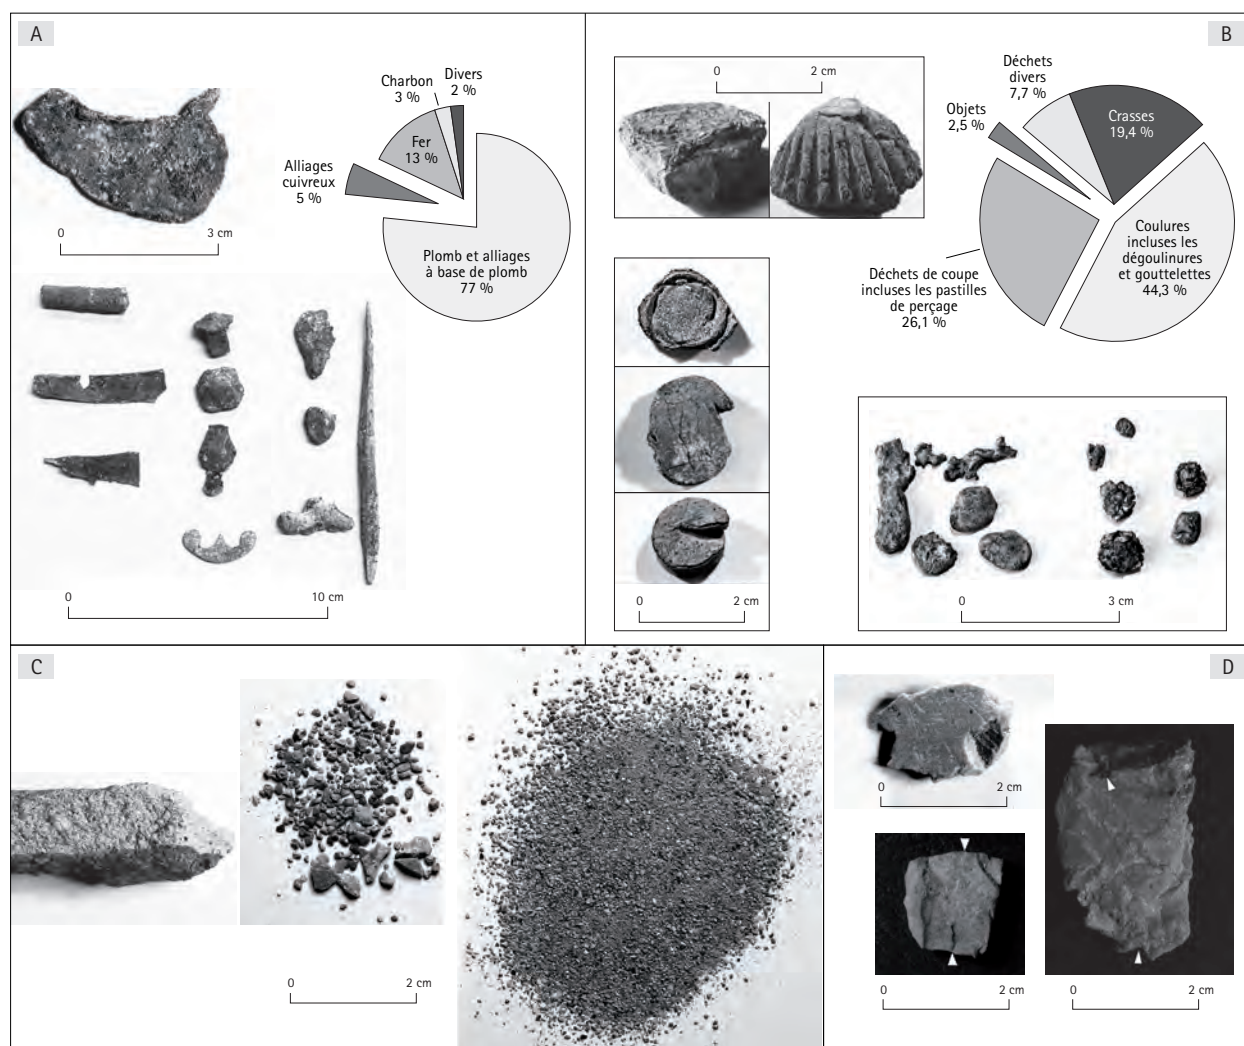 A
Charbon
3 %
Divers
2 %
Fer
13 %
Alliages
cuivreux
5 %
Plomb et alliages
à base de plomb
77 %
0 3 cm
0 10 cm
B
0 2 cm
Déchets
divers
7,7 %
Objets
2,5 %
Crasses
19,4 %
Coulures
incluses les
dégoulinures
et gouttelettes
44,3 %
Déchets de coupe
incluses les pastilles
de perçage
26,1 %
0 2 cm
0 3 cm
C
0 2 cm
D
0 2 cm
0 2 cm
0 2 cm